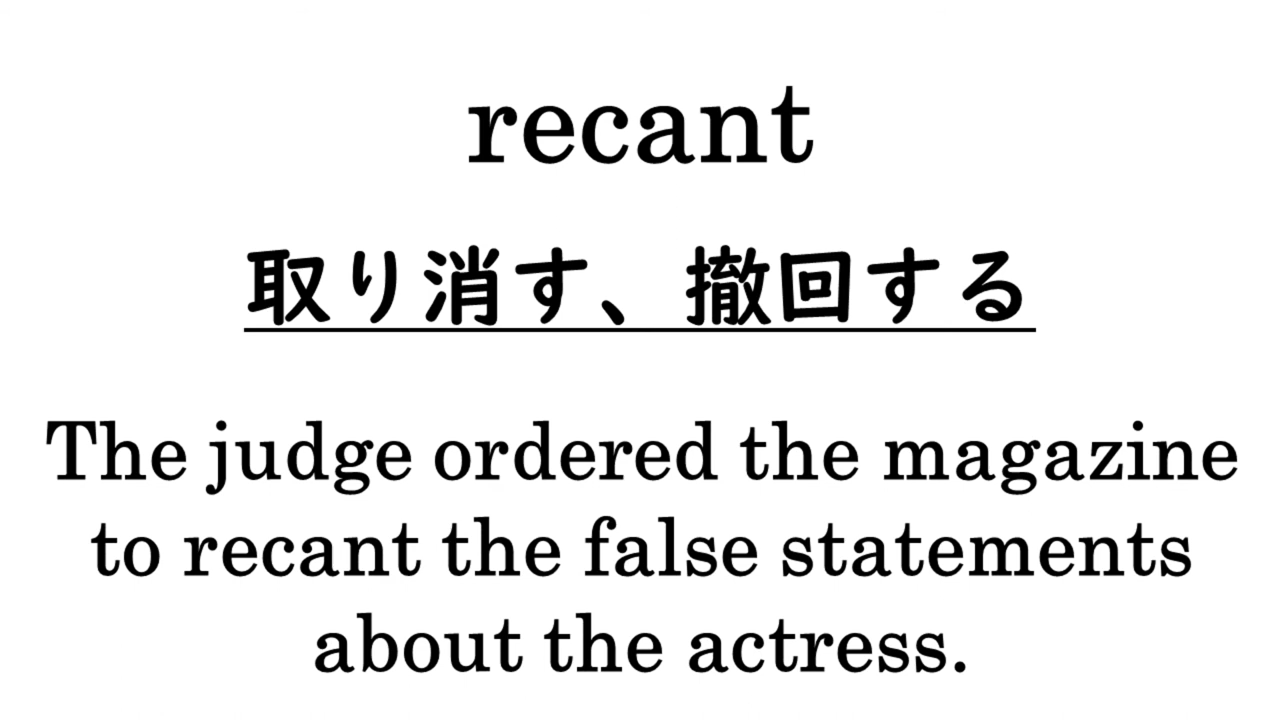 recant
取り消す、撤回する
The judge ordered the magazine
to recant the false statements
about the actress.